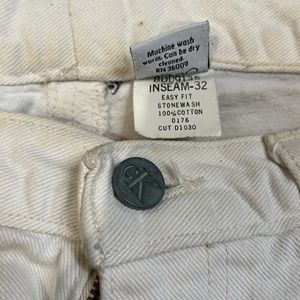 Machine wash
warm. Can be dry
cleaned.
RN 36009
INSEAM-32
EASY FIT
STONEWASH
100% COTTON
0176
CUT D1030
cK